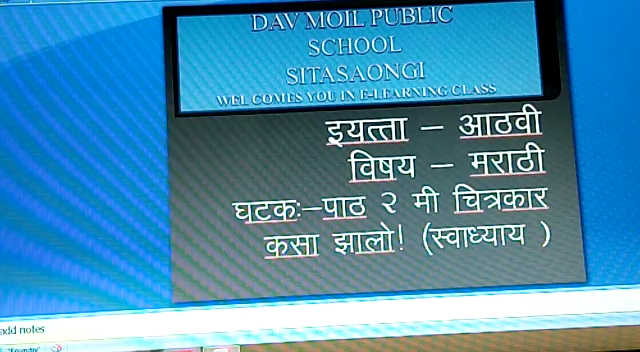 DAV MOIL PUBLIC
SCHOOL
SITASAONGI
WEL COMES YOU IN E-LEARNING CLASS
इयत्ता – आठवी
विषय – मराठी
घटकः–पाठ २ मी चित्रकार
कसा झालो! (स्वाध्याय )
add notes
"Foundry"